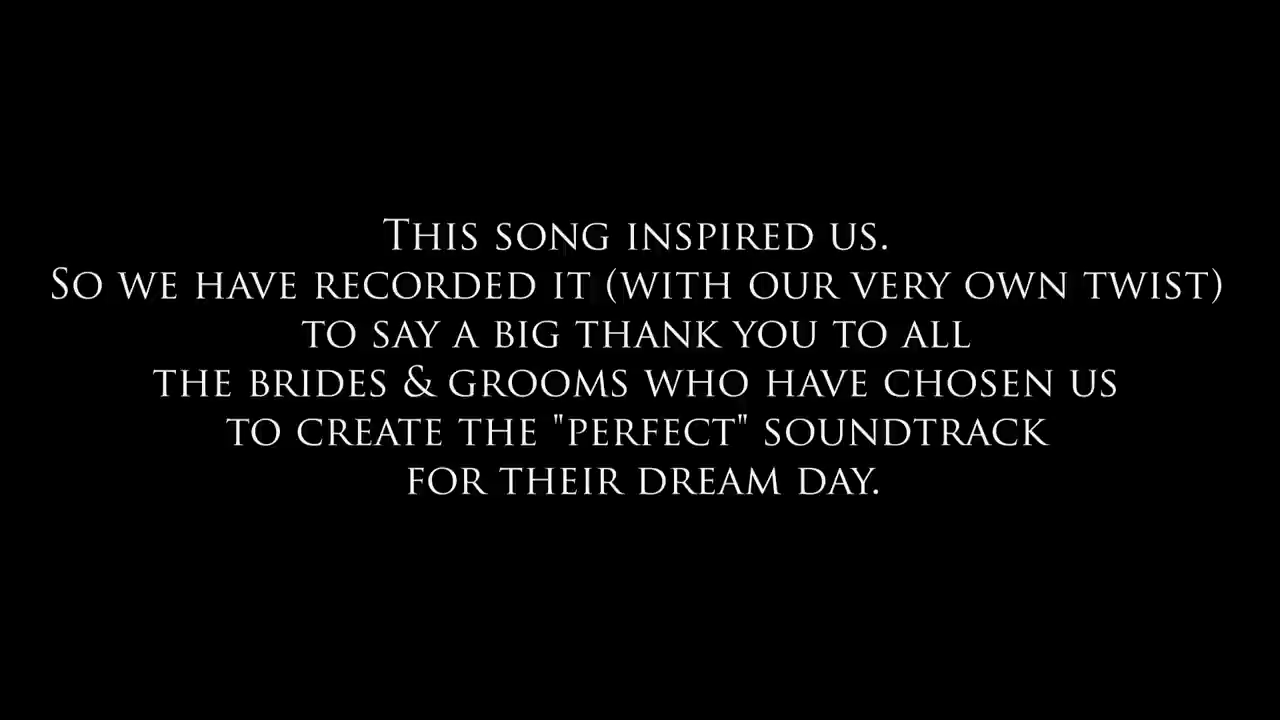 This song inspired us.
So we have recorded it (with our very own twist)
to say a big thank you to all
the brides & grooms who have chosen us
to create the "perfect" soundtrack
for their dream day.